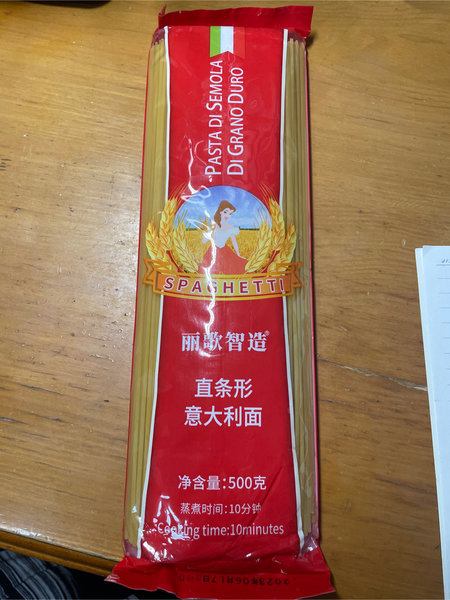 PASTA DI SEMOLA
DI GRANO DURO
SPAGHETTI
丽歌智造®
直条形
意大利面
净含量:500克
蒸煮时间:10分钟
Cooking time:10minutes